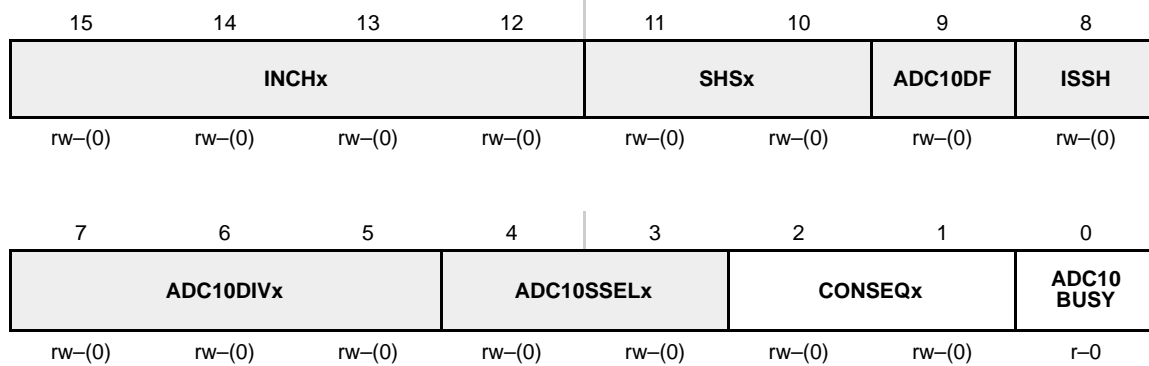 15 14 13 12 11 10 9 8
INCHx SHSx ADC10DF ISSH
rw–(0) rw–(0) rw–(0) rw–(0) rw–(0) rw–(0) rw–(0) rw–(0)
7 6 5 4 3 2 1 0
ADC10DIVx ADC10SSELx CONSEQx ADC10
BUSY
rw–(0) rw–(0) rw–(0) rw–(0) rw–(0) rw–(0) rw–(0) r–0